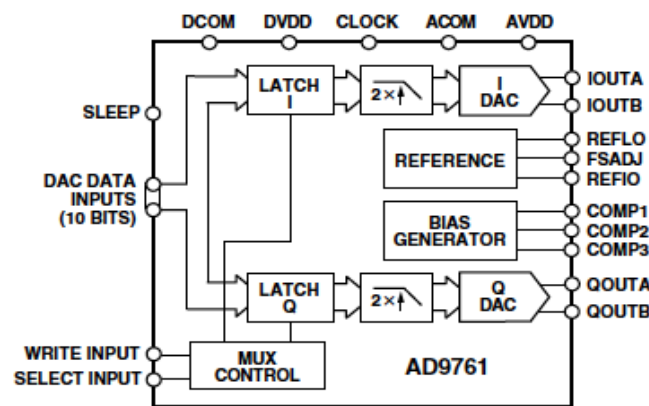 DCOM DVDD CLOCK ACOM AVDD
LATCH
I
2×
I
DAC
IOUTA
IOUTB
SLEEP
REFERENCE
REFLO
FSADJ
REFIO
DAC DATA
INPUTS
(10 BITS)
BIAS
GENERATOR
COMP1
COMP2
COMP3
LATCH
Q
2×
Q
DAC
QOUTA
QOUTB
WRITE INPUT
SELECT INPUT
MUX
CONTROL
AD9761